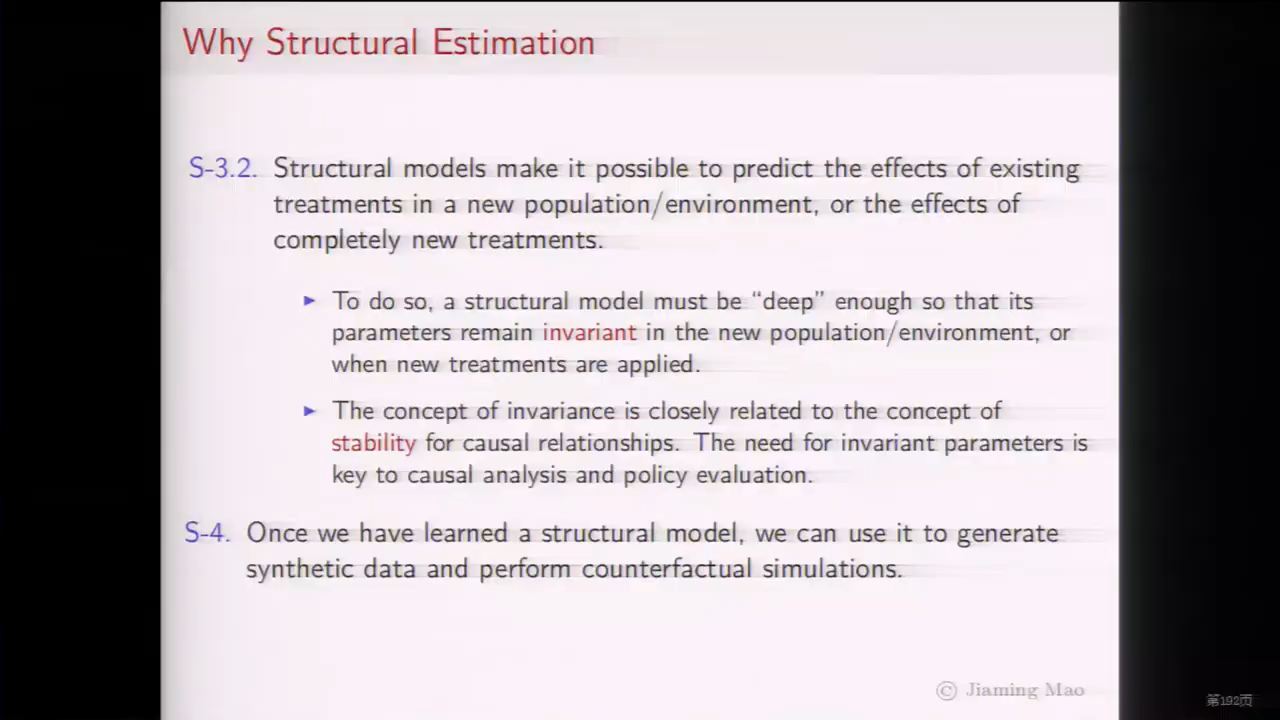 Why Structural Estimation
S-3.2. Structural models make it possible to predict the effects of existing
treatments in a new population/environment, or the effects of
completely new treatments.
► To do so, a structural model must be “deep” enough so that its
parameters remain invariant in the new population/environment, or
when new treatments are applied.
► The concept of invariance is closely related to the concept of
stability for causal relationships. The need for invariant parameters is
key to causal analysis and policy evaluation.
S-4. Once we have learned a structural model, we can use it to generate
synthetic data and perform counterfactual simulations.
© Jiaming Mao
第192页